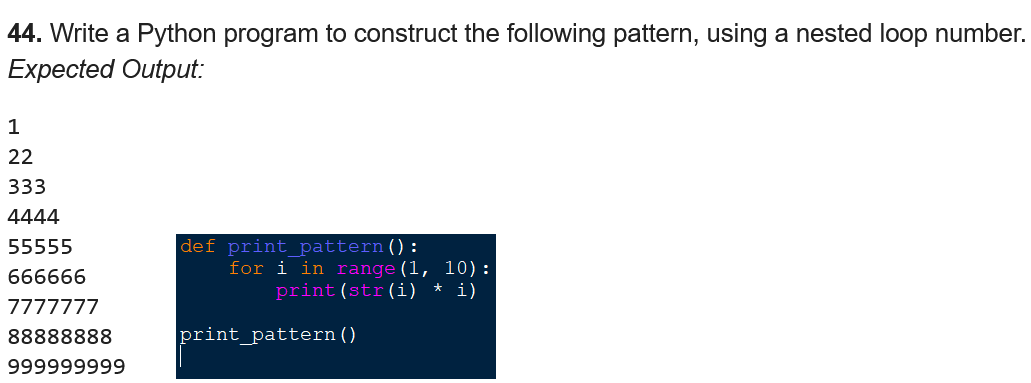 44. Write a Python program to construct the following pattern, using a nested loop number.
Expected Output:
1
22
333
4444
55555
666666
7777777
88888888
999999999
def print_pattern():
    for i in range(1, 10):
        print(str(i) * i)
print_pattern()